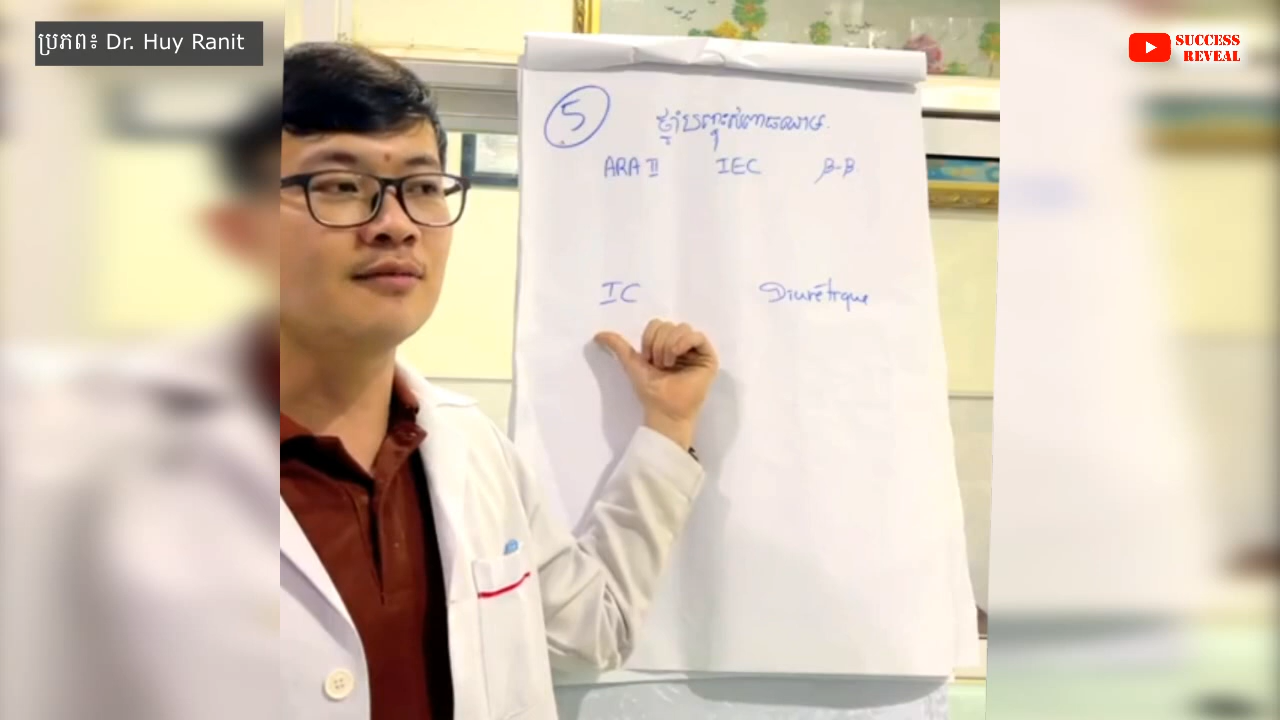 ប្រភព៖ Dr. Huy Ranit
SUCCESS
REVEAL
5
ថ្នាំបញ្ចុះសំពាធឈាម.
ARA II IEC β-B.
IC Diurétique